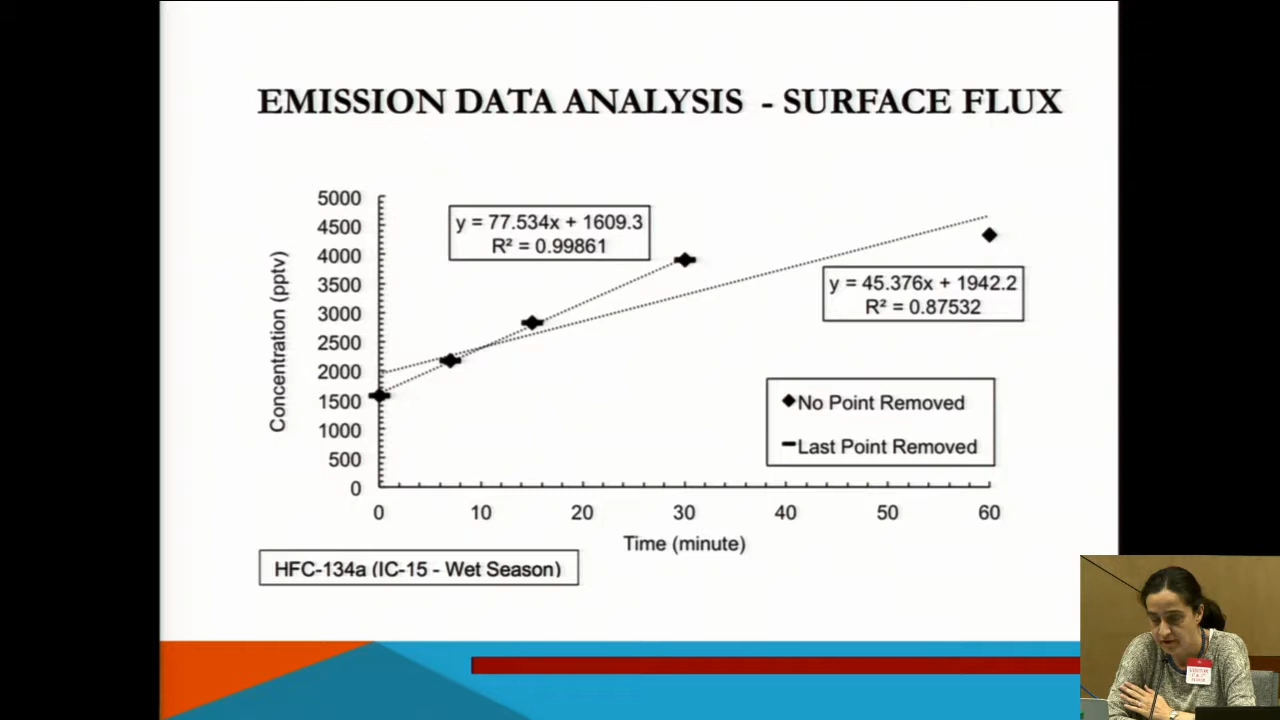 EMISSION DATA ANALYSIS - SURFACE FLUX
5000
4500
4000
3500
3000
2500
2000
1500
1000
500
0
Concentration (pptv)
y = 77.534x + 1609.3
R² = 0.99861
y = 45.376x + 1942.2
R² = 0.87532
No Point Removed
Last Point Removed
0 10 20 30 40 50 60
Time (minute)
HFC-134a (IC-15 - Wet Season)